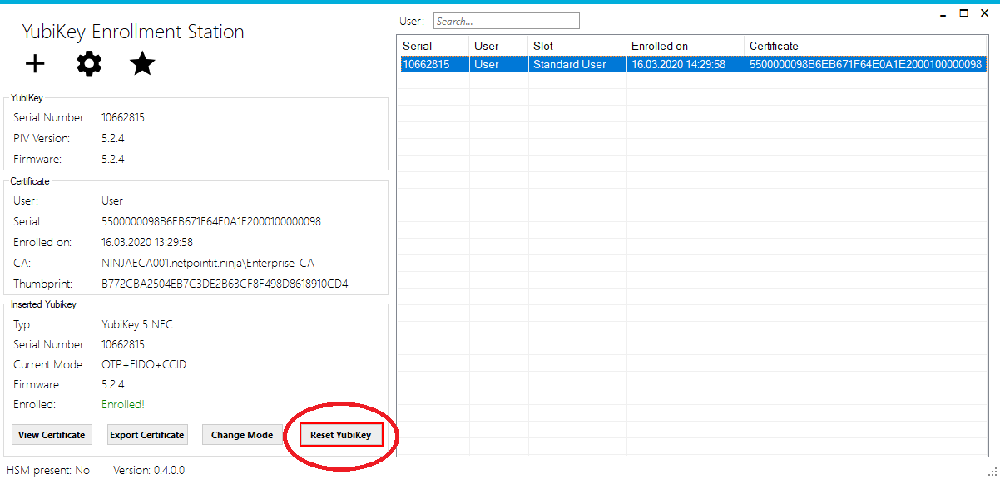 YubiKey Enrollment Station
YubiKey
Serial Number: 10662815
PIV Version: 5.2.4
Firmware: 5.2.4
Certificate
User: User
Serial: 5500000098B6EB671F64E0A1E2000100000098
Enrolled on: 16.03.2020 13:29:58
CA: NINJAECA001.netpointit.ninja\Enterprise-CA
Thumbprint: B772CBA2504EB7C3DE2B63CF8F498D8618910CD4
Inserted Yubikey
Typ: YubiKey 5 NFC
Serial Number: 10662815
Current Mode: OTP+FIDO+CCID
Firmware: 5.2.4
Enrolled: Enrolled!
View Certificate Export Certificate Change Mode Reset YubiKey
HSM present: No Version: 0.4.0.0
User: Search...
Serial User Slot Enrolled on Certificate
10662815 User Standard User 16.03.2020 14:29:58 5500000098B6EB671F64E0A1E2000100000098